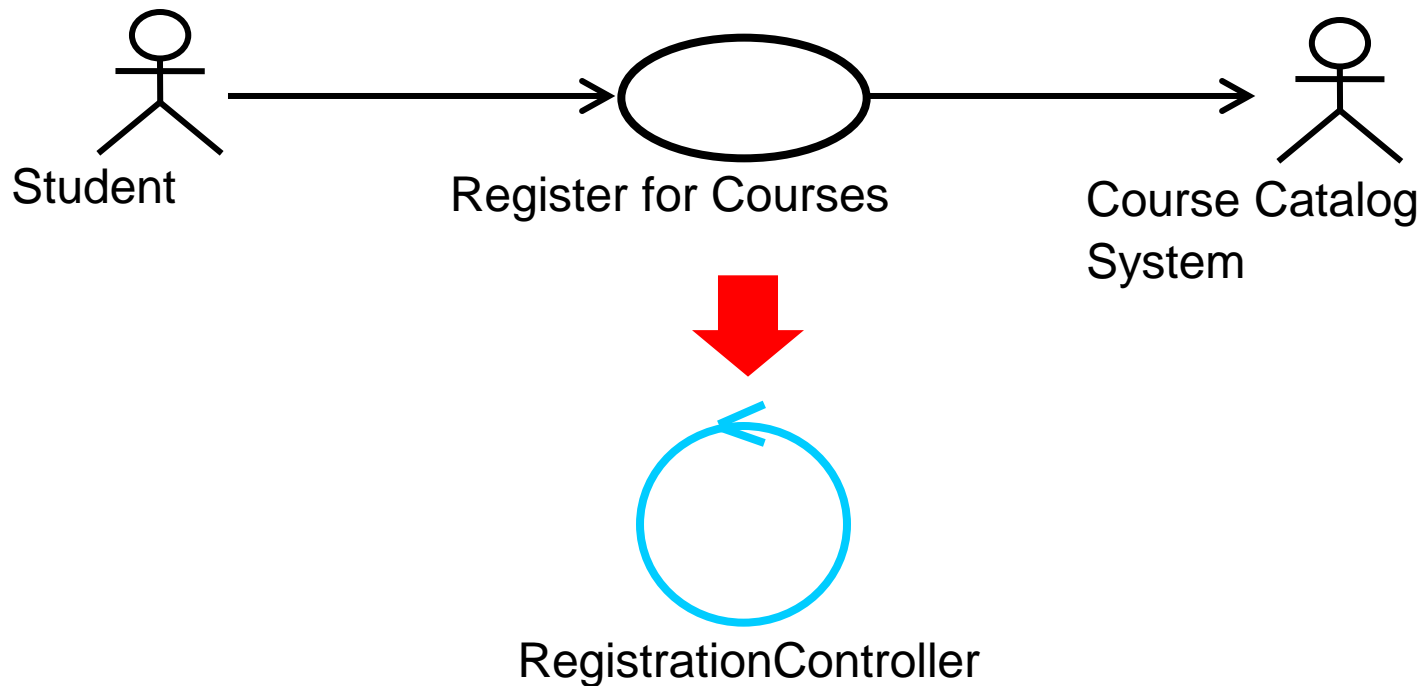 Student
Register for Courses
Course Catalog
System
RegistrationController